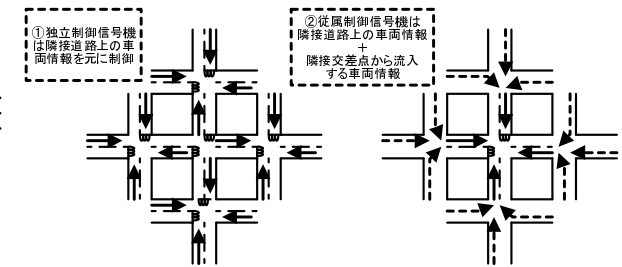 ①独立制御信号機
は隣接道路上の車
両情報を元に制御
②従属制御信号機は
隣接道路上の車両情報
+
隣接交差点から流入
する車両情報